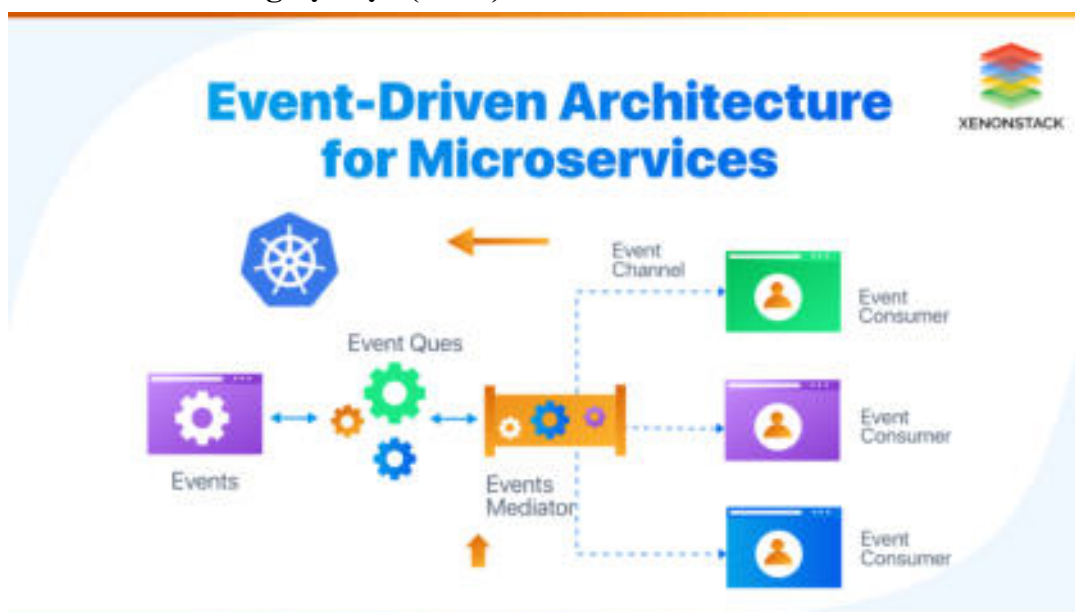 Event-Driven Architecture
for Microservices
XENONSTACK
Event
Channel
Event
Consumer
Event Ques
Events
Events
Mediator
Event
Consumer
Event
Consumer